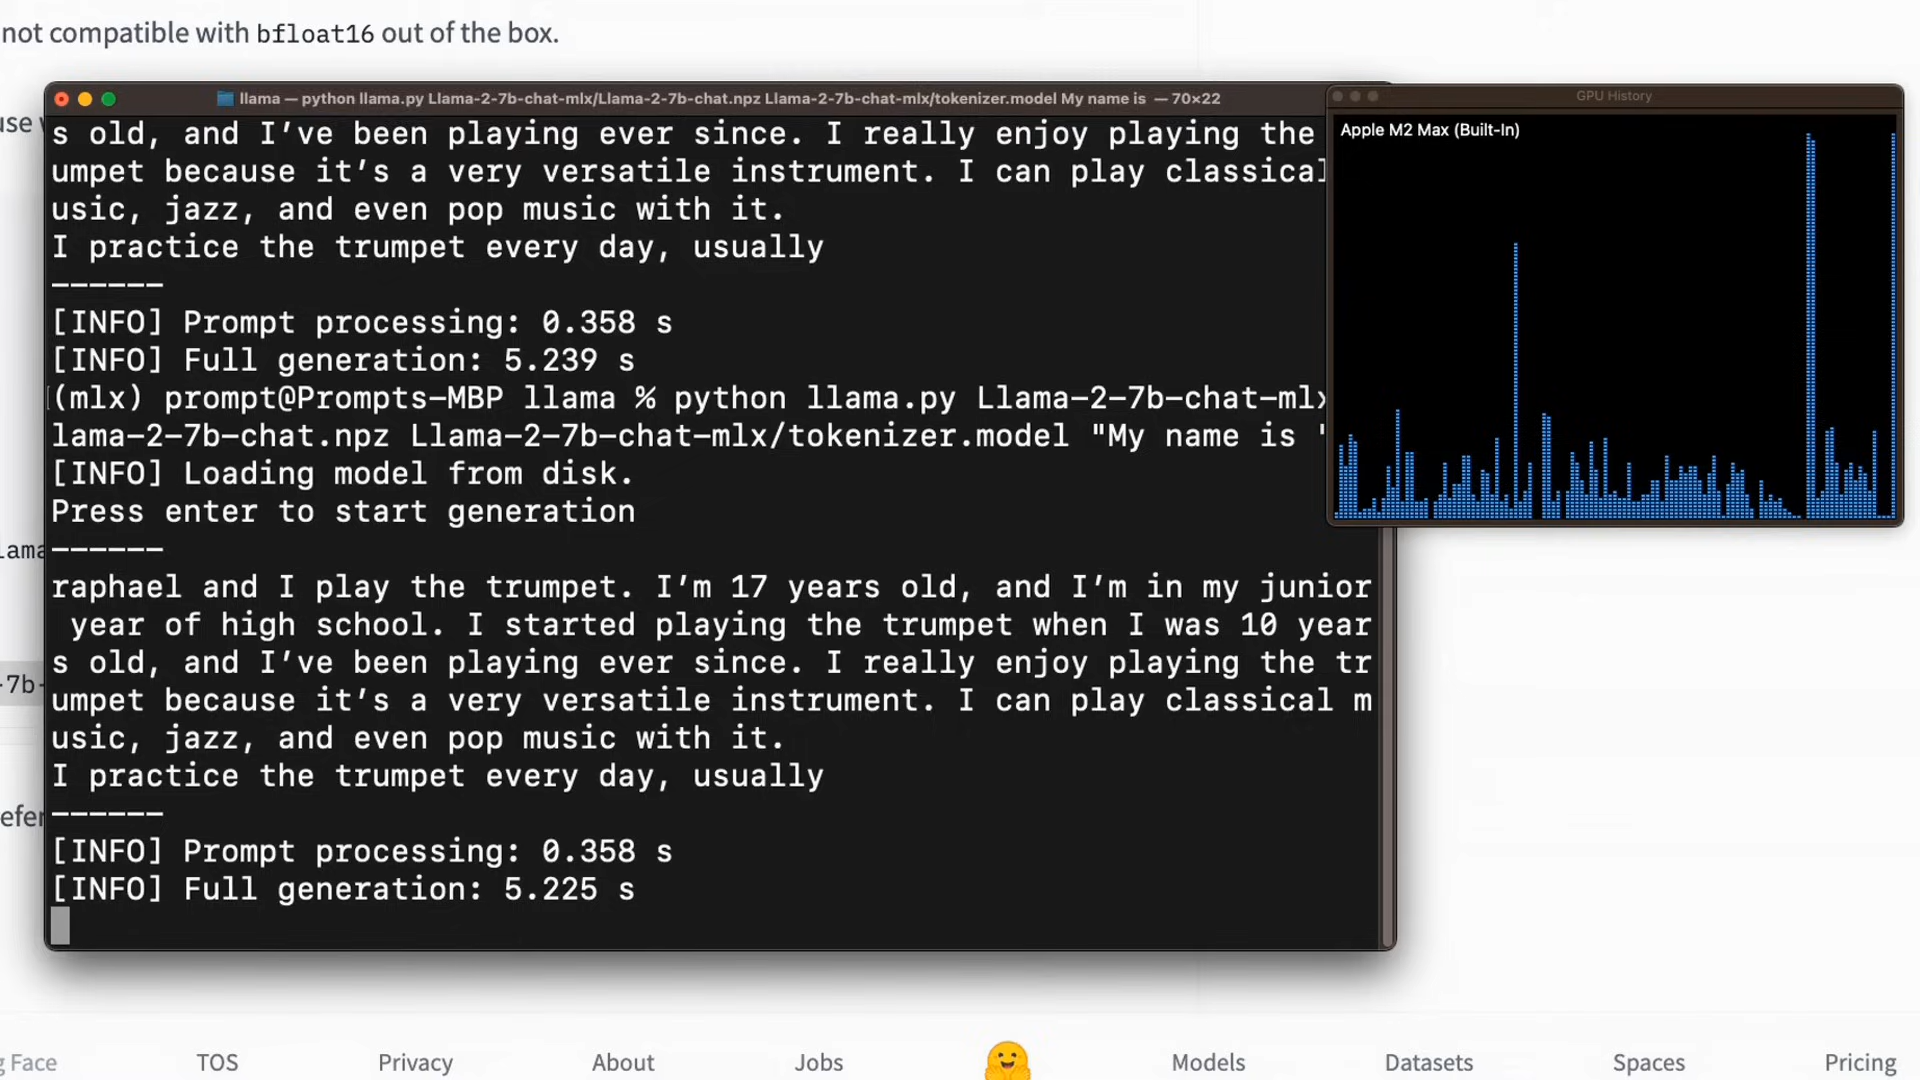 not compatible with bfloat16 out of the box.
llama — python llama.py Llama-2-7b-chat-mlx/Llama-2-7b-chat.npz Llama-2-7b-chat-mlx/tokenizer.model My name is — 70×22
GPU History
Apple M2 Max (Built-In)
use
s old, and I've been playing ever since. I really enjoy playing the
umpet because it's a very versatile instrument. I can play classical
usic, jazz, and even pop music with it.
I practice the trumpet every day, usually
------
[INFO] Prompt processing: 0.358 s
[INFO] Full generation: 5.239 s
(mlx) prompt@Prompts-MBP llama % python llama.py Llama-2-7b-chat-mlx
lama-2-7b-chat.npz Llama-2-7b-chat-mlx/tokenizer.model "My name is "
[INFO] Loading model from disk.
Press enter to start generation
------
lama
raphael and I play the trumpet. I'm 17 years old, and I'm in my junior
year of high school. I started playing the trumpet when I was 10 year
s old, and I've been playing ever since. I really enjoy playing the tr
-7b-
umpet because it's a very versatile instrument. I can play classical m
usic, jazz, and even pop music with it.
I practice the trumpet every day, usually
------
efer
[INFO] Prompt processing: 0.358 s
[INFO] Full generation: 5.225 s
g Face TOS Privacy About Jobs Models Datasets Spaces Pricing